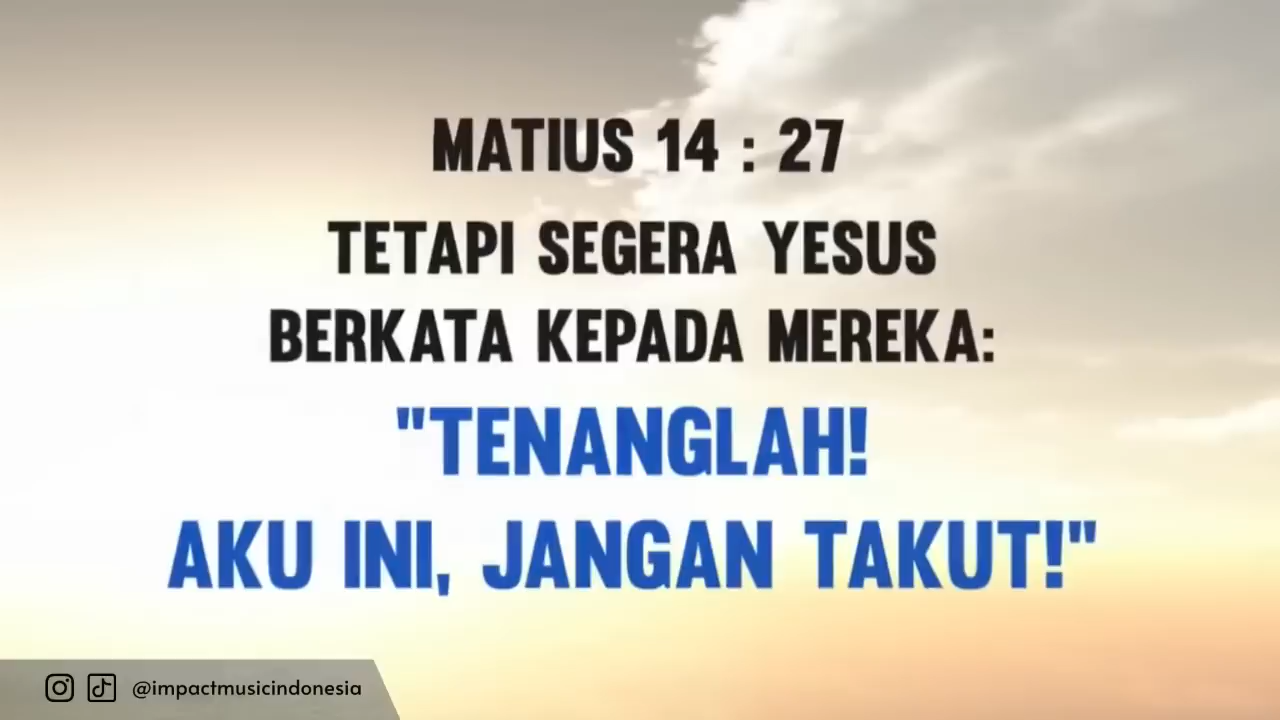 MATIUS 14 : 27
TETAPI SEGERA YESUS
BERKATA KEPADA MEREKA:
"TENANGLAH!
AKU INI, JANGAN TAKUT!"
@impactmusicindonesia